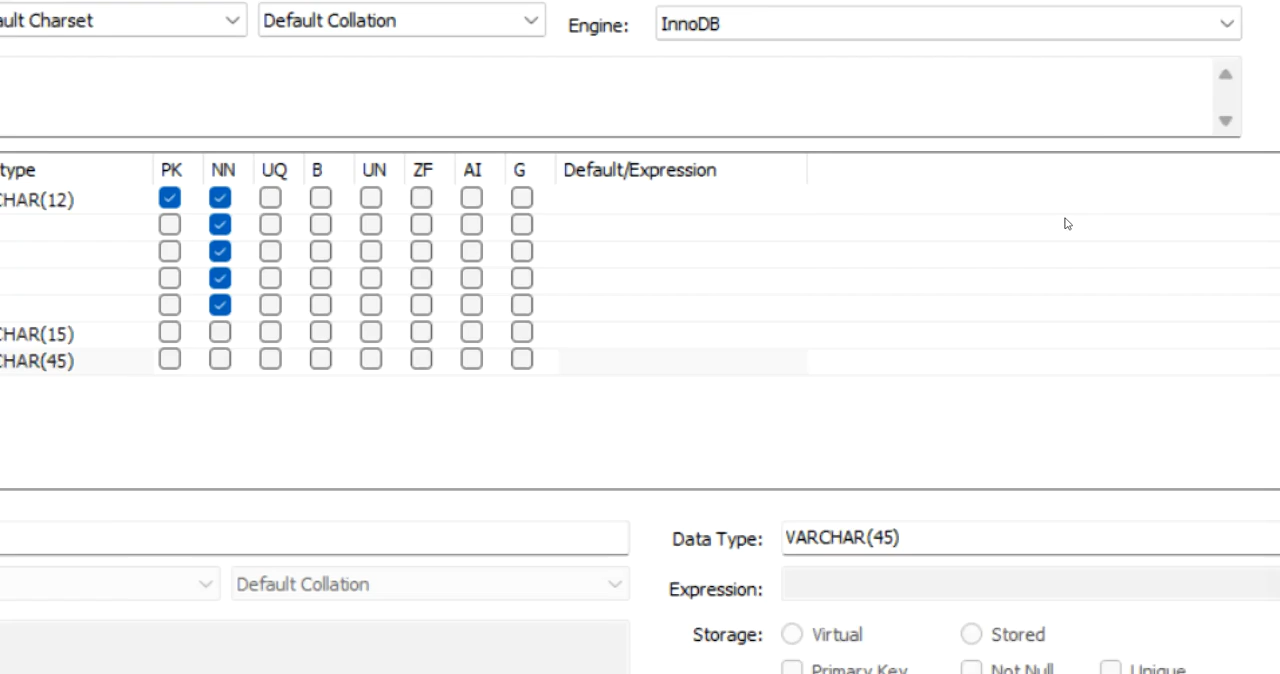 ault Charset Default Collation Engine: InnoDB
type PK NN UQ B UN ZF AI G Default/Expression
CHAR(12)
CHAR(15)
CHAR(45)
Data Type: VARCHAR(45)
Default Collation Expression:
Storage: Virtual Stored
Primary Key Not Null Unique